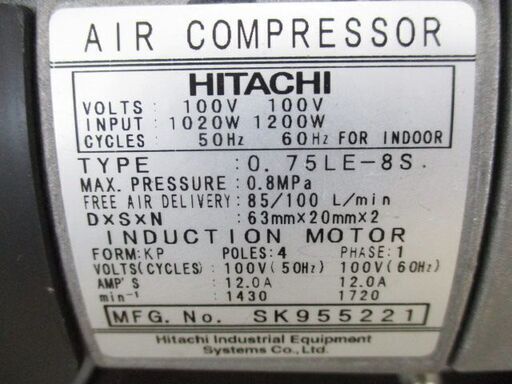 AIR COMPRESSOR
HITACHI
VOLTS : 100V 100V
INPUT : 1020W 1200W
CYCLES : 50Hz 60Hz FOR INDOOR
TYPE : 0.75LE-8S
MAX. PRESSURE : 0.8MPa
FREE AIR DELIVERY : 85/100 L/min
D×S×N : 63mm×20mm×2
INDUCTION MOTOR
FORM:KP POLES:4 PHASE:1
VOLTS(CYCLES) : 100V(50Hz) 100V(60Hz)
AMP'S : 12.0A 12.0A
min⁻¹ : 1430 1720
MFG. No. SK955221
Hitachi Industrial Equipment
Systems Co., Ltd.